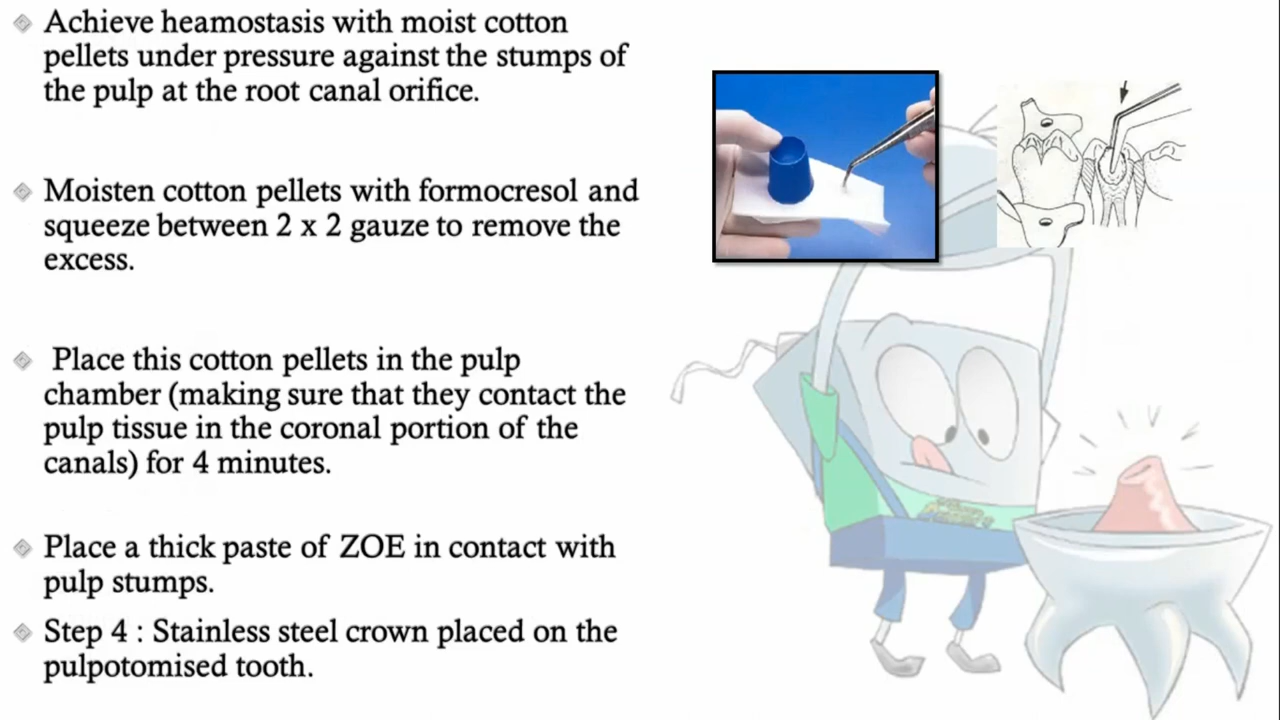 Achieve heamostasis with moist cotton
pellets under pressure against the stumps of
the pulp at the root canal orifice.
Moisten cotton pellets with formocresol and
squeeze between 2 x 2 gauze to remove the
excess.
Place this cotton pellets in the pulp
chamber (making sure that they contact the
pulp tissue in the coronal portion of the
canals) for 4 minutes.
Place a thick paste of ZOE in contact with
pulp stumps.
Step 4 : Stainless steel crown placed on the
pulpotomised tooth.